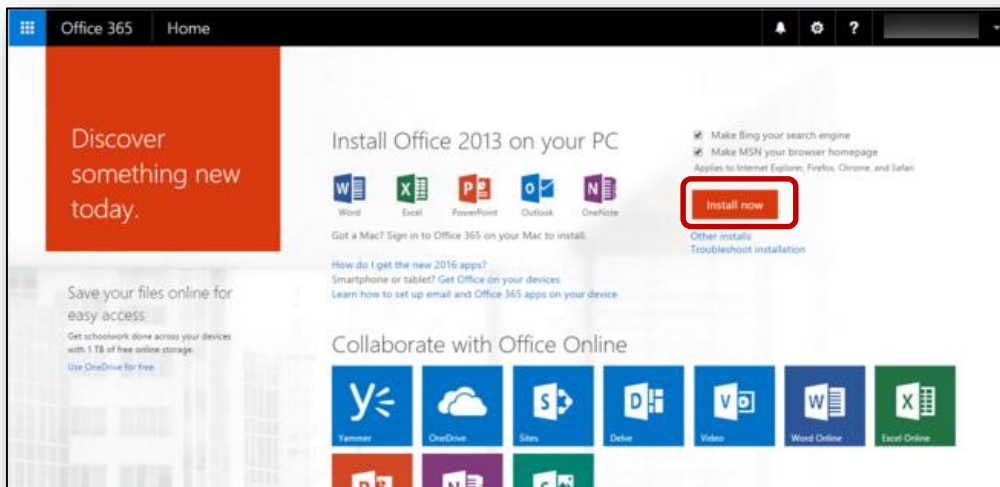 Office 365 Home
?
Discover
something new
today.
Save your files online for
easy access
Get schoolwork done across your devices
with 1 TB of free online storage.
Use OneDrive for free
Install Office 2013 on your PC
W
X
P
O
N
Word
Excel
PowerPoint
Outlook
OneNote
Got a Mac? Sign in to Office 365 on your Mac to install.
How do I get the new 2016 apps?
Smartphone or tablet? Get Office on your devices
Learn how to set up email and Office 365 apps on your device
Make Bing your search engine
Make MSN your browser homepage
Applies to Internet Explorer, Firefox, Chrome, and Safari
Install now
Other installs
Troubleshoot installation
Collaborate with Office Online
Y
S
D
V
W
X
Yammer
OneDrive
Sites
Delve
Video
Word Online
Excel Online
P
N
S